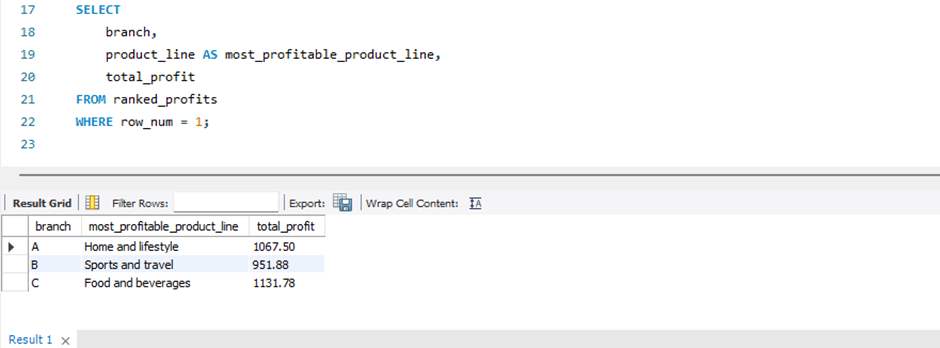 17 SELECT
18 branch,
19 product_line AS most_profitable_product_line,
20 total_profit
21 FROM ranked_profits
22 WHERE row_num = 1;
23
Result Grid Filter Rows: Export: Wrap Cell Content: IA
branch most_profitable_product_line total_profit
A Home and lifestyle 1067.50
B Sports and travel 951.88
C Food and beverages 1131.78
Result 1 ×